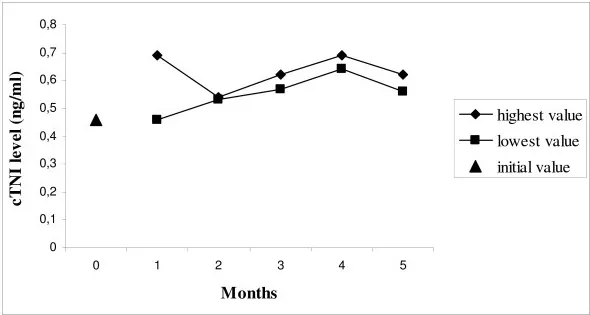 0,8
0,7
0,6
0,5
0,4
0,3
0,2
0,1
0
cTNI level (ng/ml)
0 1 2 3 4 5
Months
highest value
lowest value
initial value